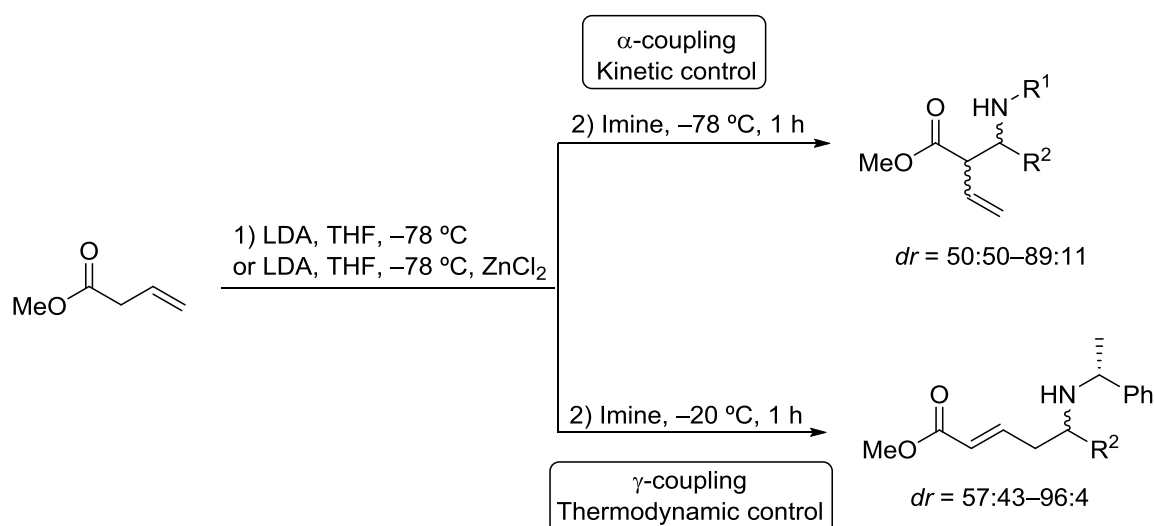 α-coupling
Kinetic control
2) Imine, –78 ºC, 1 h
O
MeO
HN
R¹
R²
dr = 50:50–89:11
1) LDA, THF, –78 ºC
or LDA, THF, –78 ºC, ZnCl₂
O
MeO
2) Imine, –20 ºC, 1 h
γ-coupling
Thermodynamic control
O
MeO
HN
Ph
R²
dr = 57:43–96:4